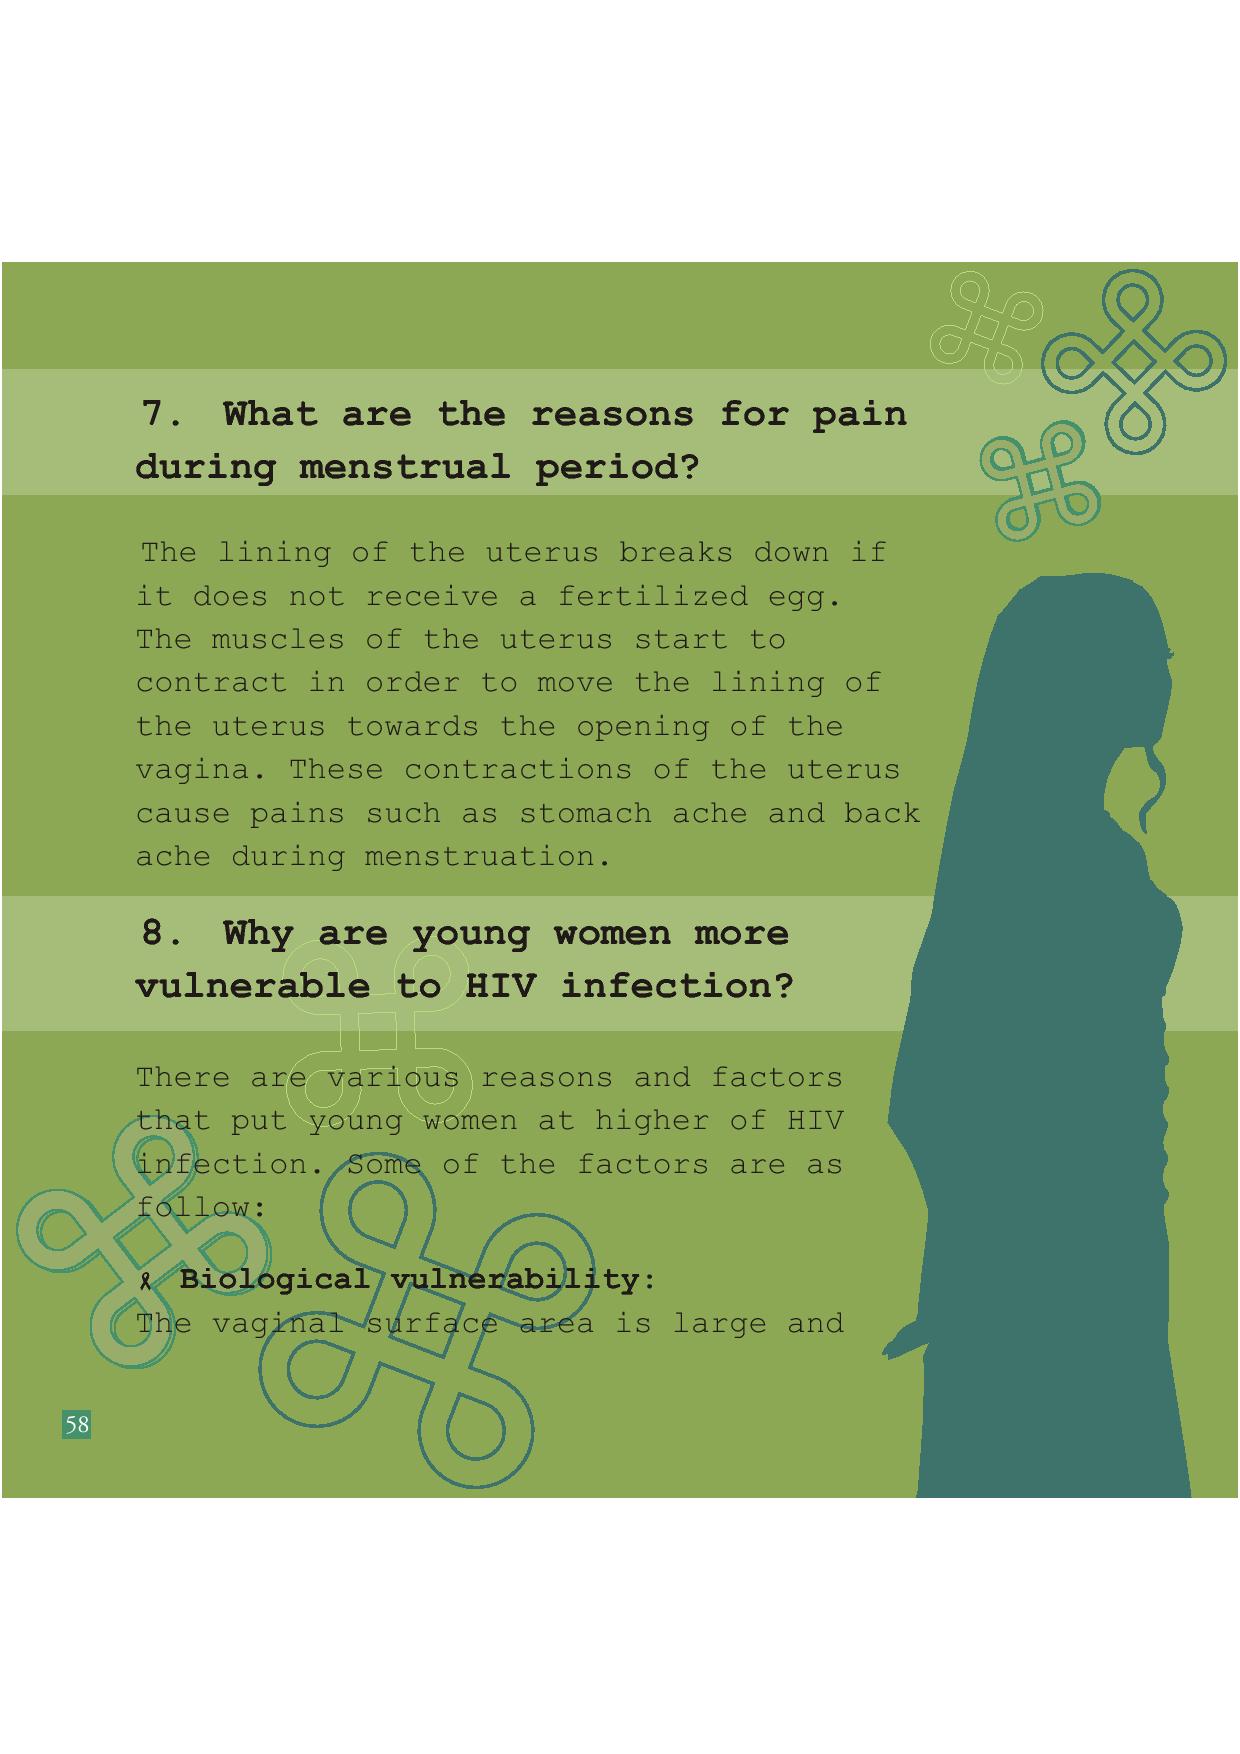 7. What are the reasons for pain
during menstrual period?
The lining of the uterus breaks down if
it does not receive a fertilized egg.
The muscles of the uterus start to
contract in order to move the lining of
the uterus towards the opening of the
vagina. These contractions of the uterus
cause pains such as stomach ache and back
ache during menstruation.
8. Why are young women more
vulnerable to HIV infection?
There are various reasons and factors
that put young women at higher of HIV
infection. Some of the factors are as
follow:
Biological vulnerability:
The vaginal surface area is large and
58